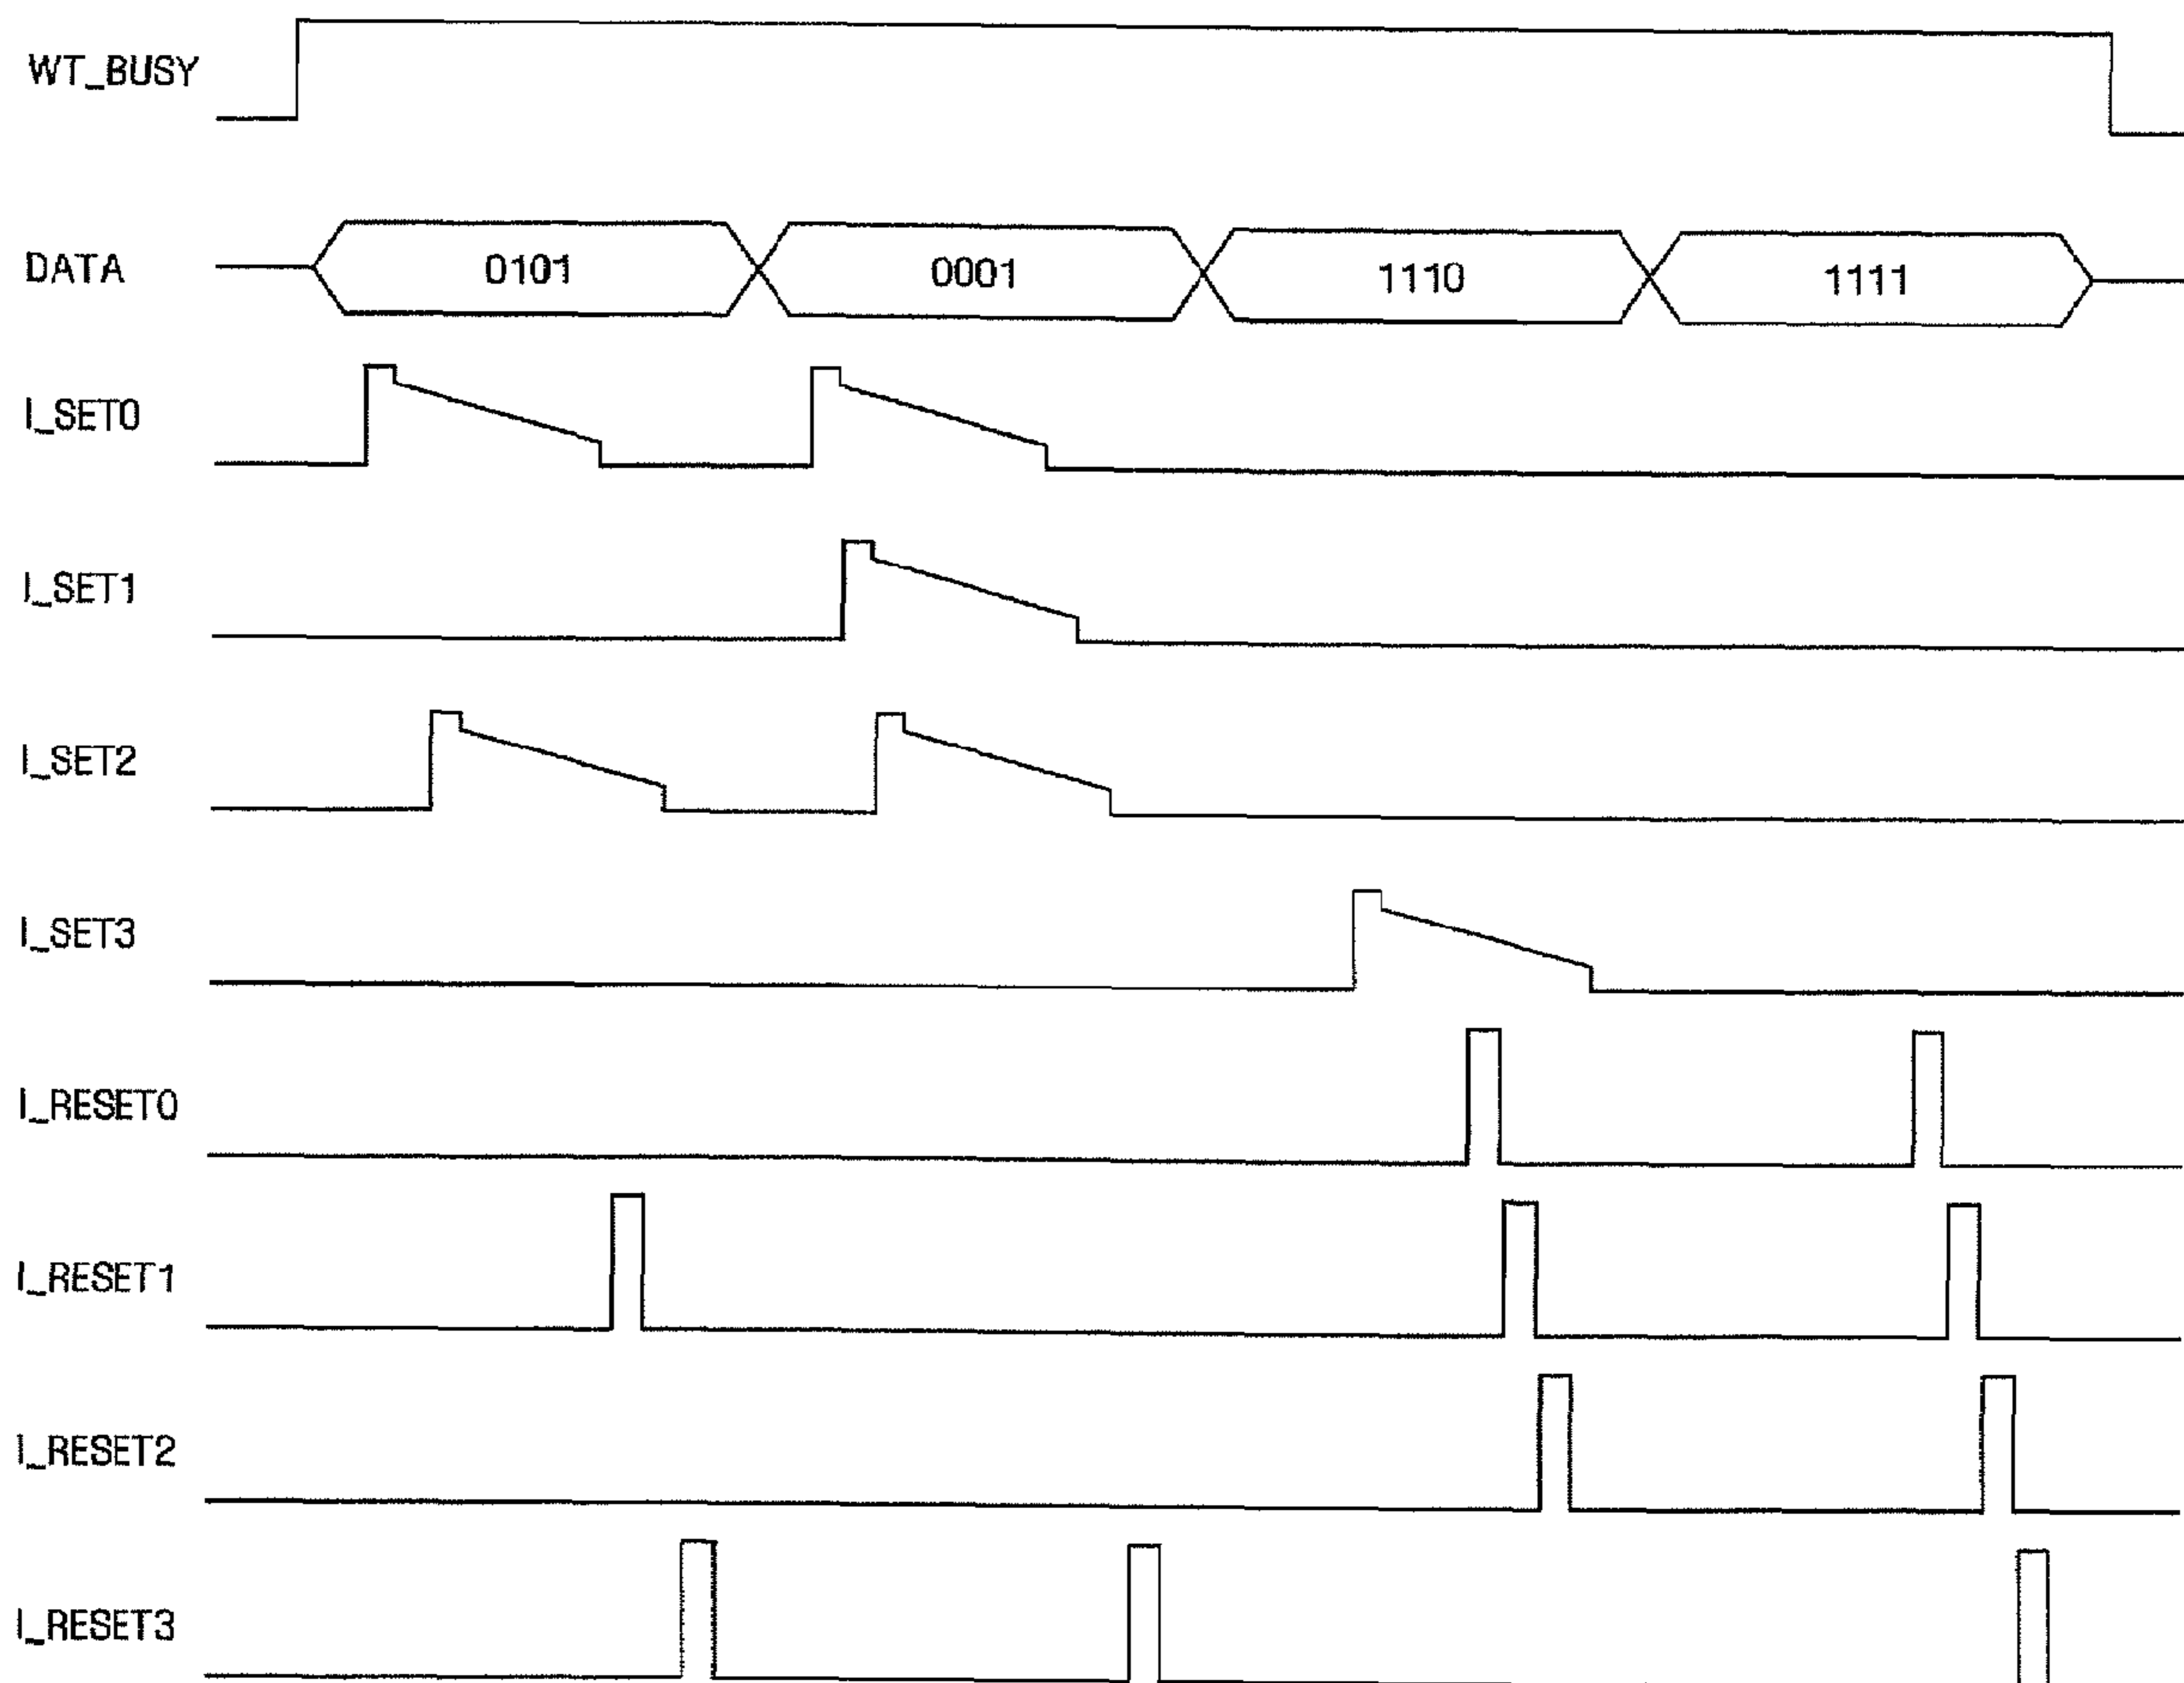 WT_BUSY
DATA 0101 0001 1110 1111
I_SET0
I_SET1
I_SET2
I_SET3
I_RESET0
I_RESET1
I_RESET2
I_RESET3